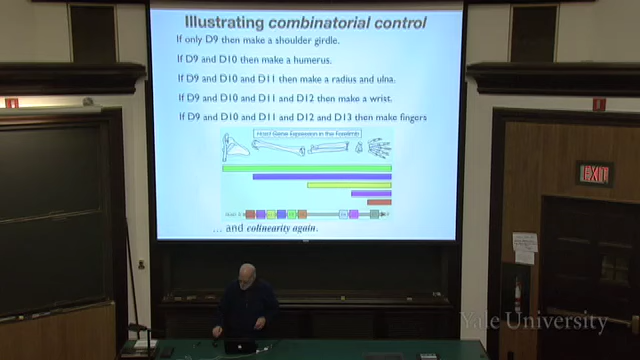 Illustrating combinatorial control
If only D9 then make a shoulder girdle.
If D9 and D10 then make a humerus.
If D9 and D10 and D11 then make a radius and ulna.
If D9 and D10 and D11 and D12 then make a wrist.
If D9 and D10 and D11 and D12 and D13 then make fingers
Hoxd Gene Expression in the Forelimb
... and colinearity again.
EXIT
Yale University